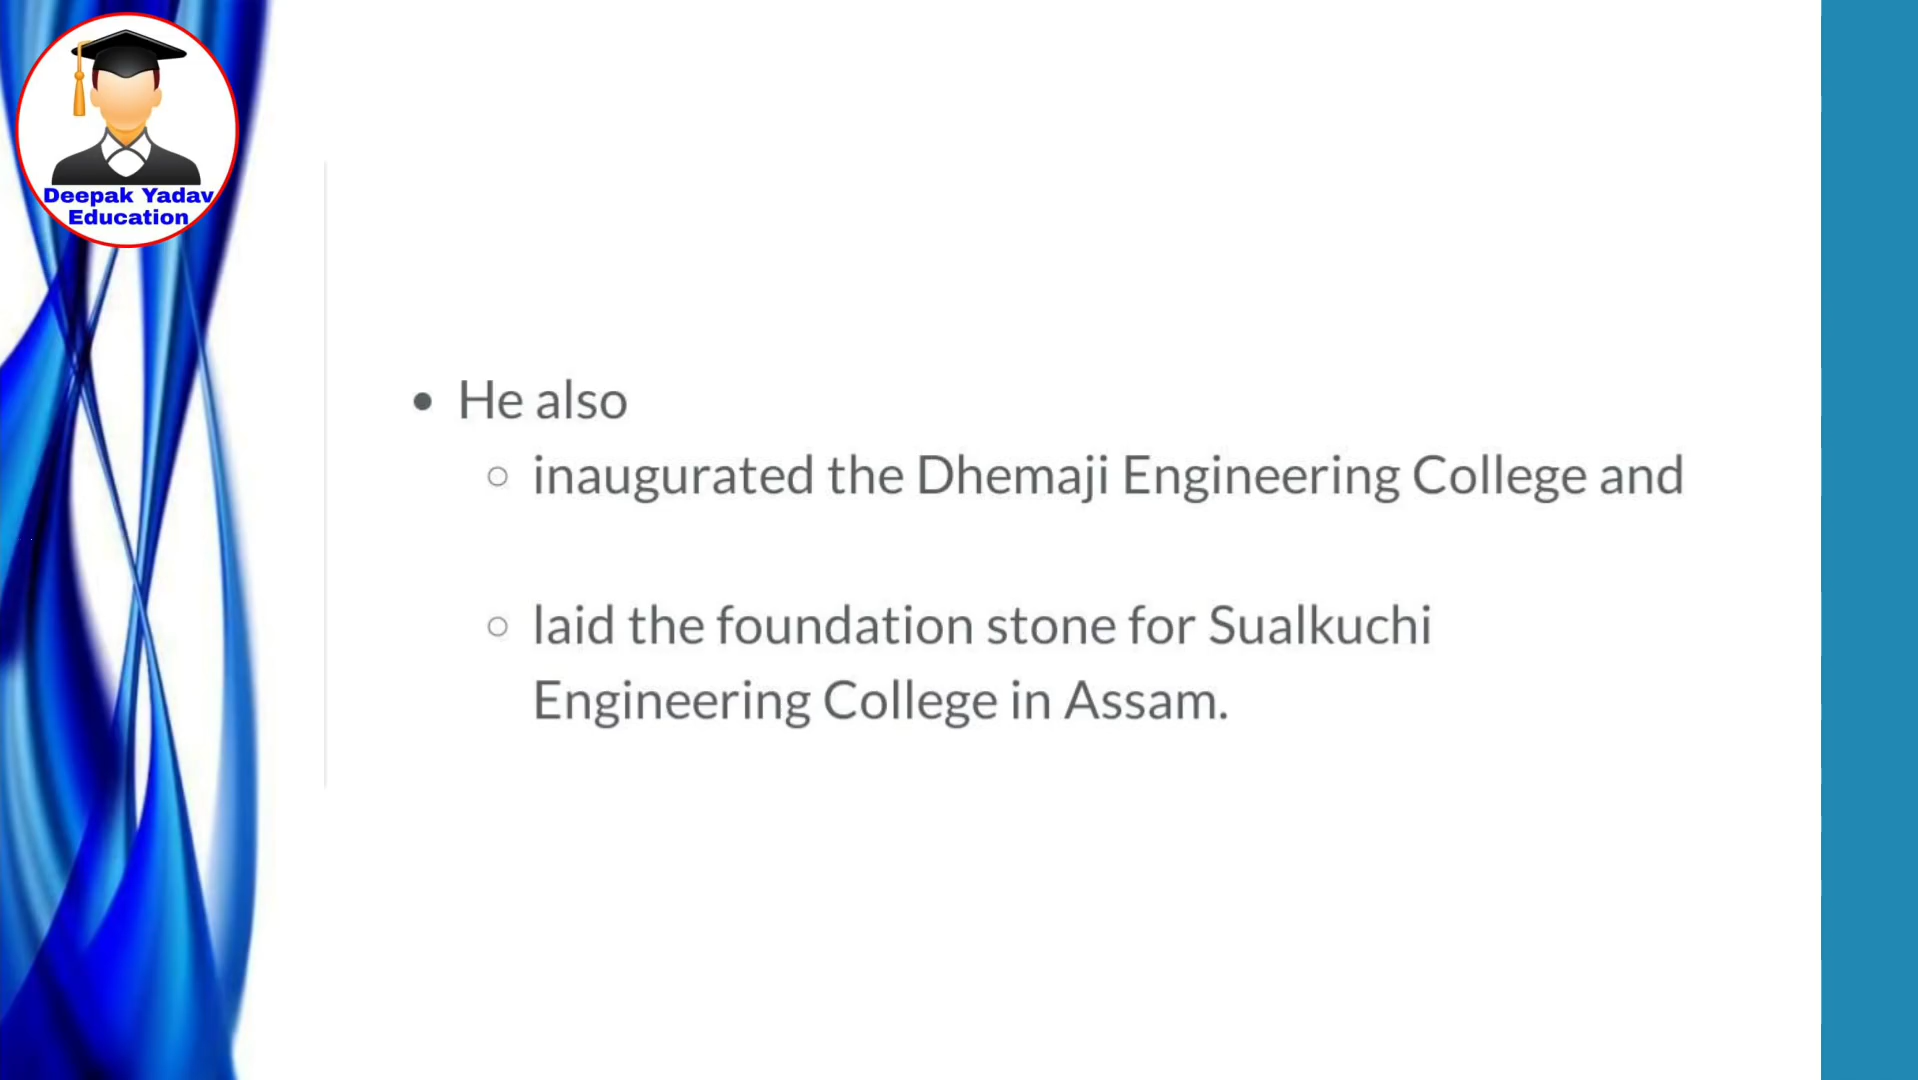 Deepak Yadav
Education
• He also
○ inaugurated the Dhemaji Engineering College and
○ laid the foundation stone for Sualkuchi
Engineering College in Assam.